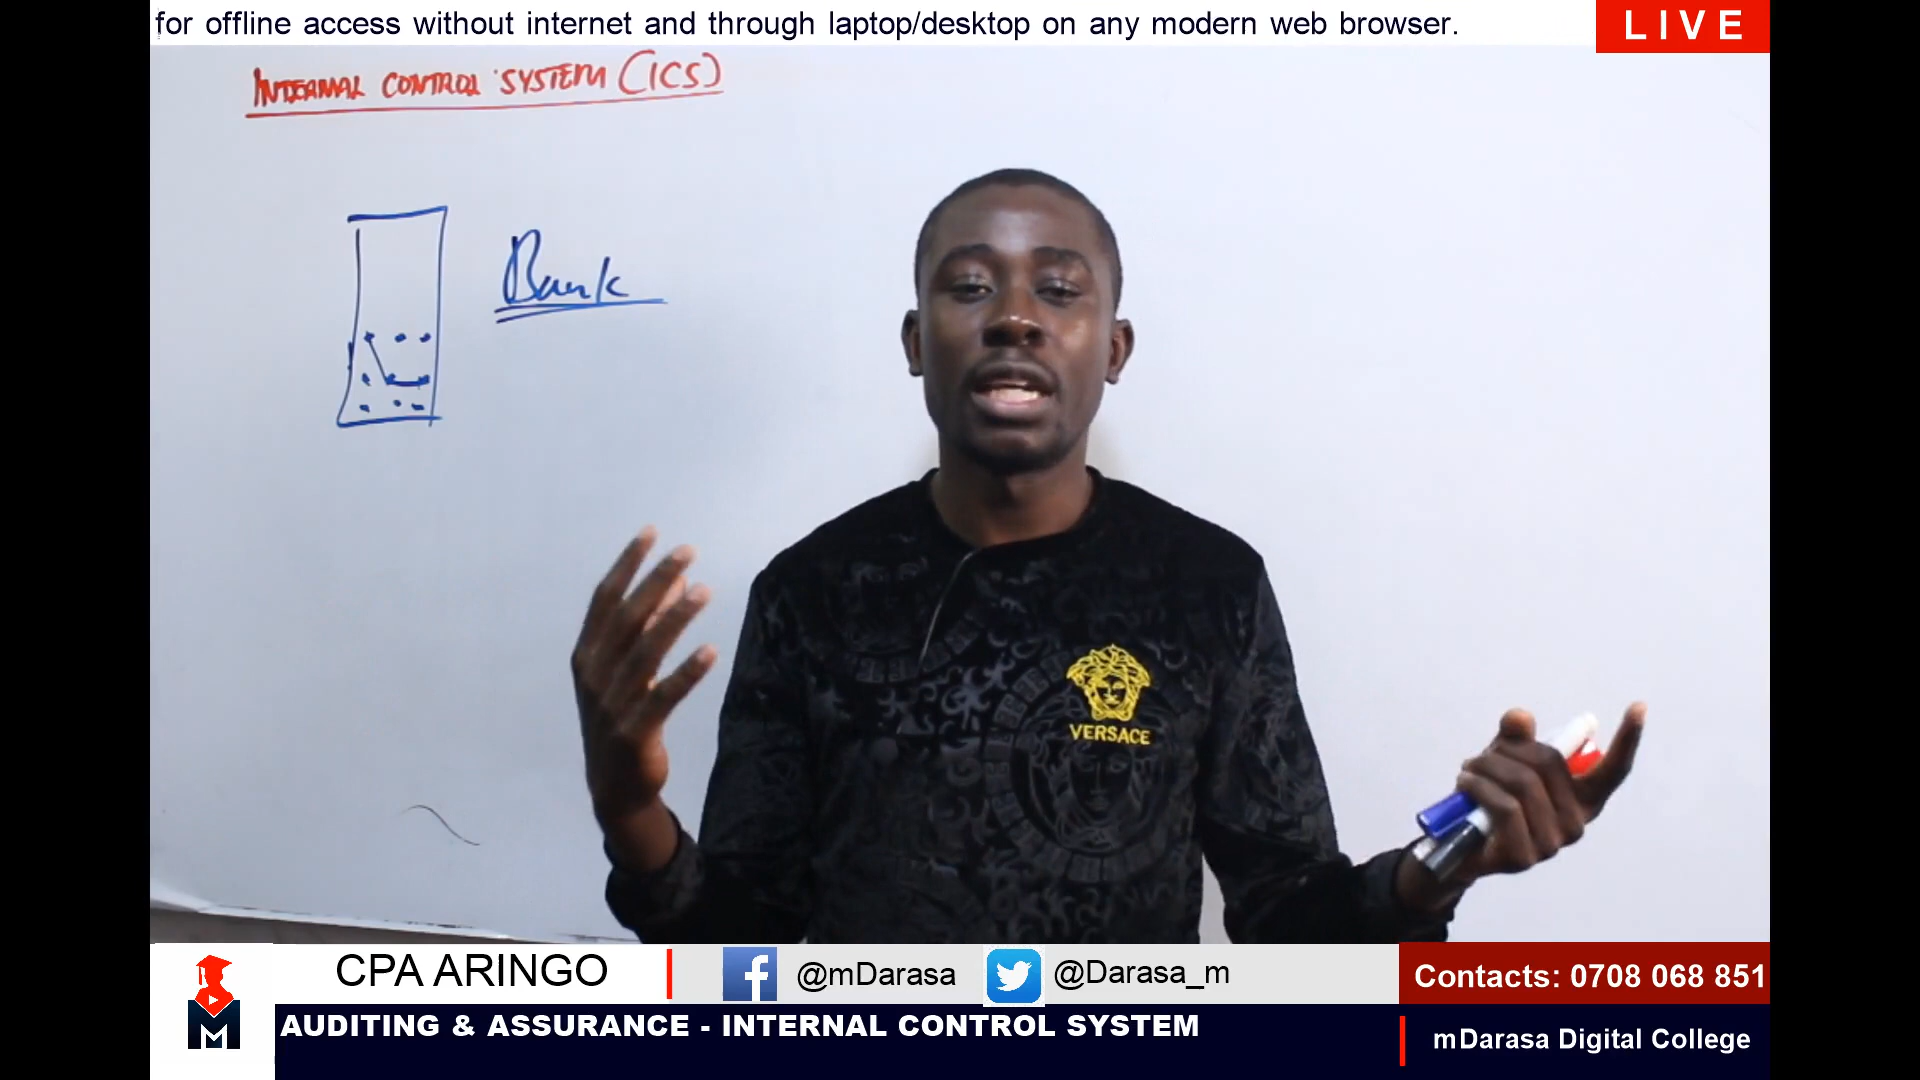 for offline access without internet and through laptop/desktop on any modern web browser.
LIVE
INTERNAL CONTROL SYSTEM (ICS)
Bank
VERSACE
CPA ARINGO
@mDarasa
@Darasa_m
Contacts: 0708 068 851
M
AUDITING & ASSURANCE - INTERNAL CONTROL SYSTEM
mDarasa Digital College